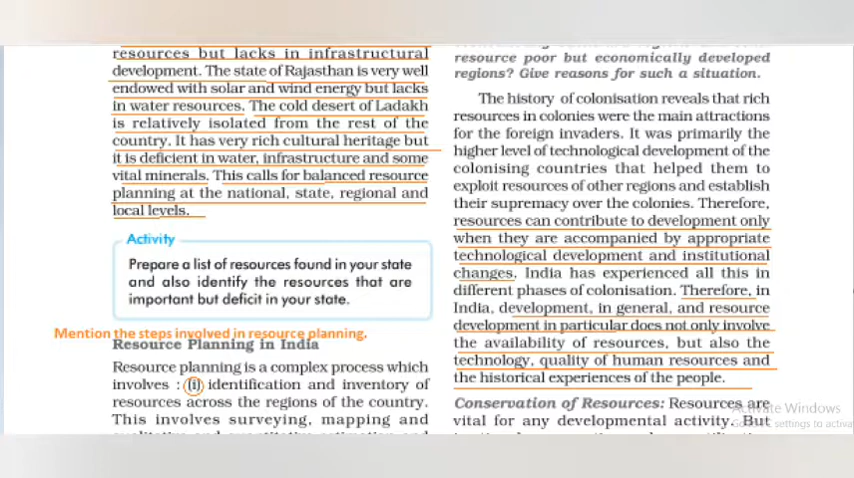 resources but lacks in infrastructural
development. The state of Rajasthan is very well
endowed with solar and wind energy but lacks
in water resources. The cold desert of Ladakh
is relatively isolated from the rest of the
country. It has very rich cultural heritage but
it is deficient in water, infrastructure and some
vital minerals. This calls for balanced resource
planning at the national, state, regional and
local levels.
Activity
Prepare a list of resources found in your state
and also identify the resources that are
important but deficit in your state.
Mention the steps involved in resource planning.
Resource Planning in India
Resource planning is a complex process which
involves : (i) identification and inventory of
resources across the regions of the country.
This involves surveying, mapping and
resource poor but economically developed
regions? Give reasons for such a situation.
The history of colonisation reveals that rich
resources in colonies were the main attractions
for the foreign invaders. It was primarily the
higher level of technological development of the
colonising countries that helped them to
exploit resources of other regions and establish
their supremacy over the colonies. Therefore,
resources can contribute to development only
when they are accompanied by appropriate
technological development and institutional
changes. India has experienced all this in
different phases of colonisation. Therefore, in
India, development, in general, and resource
development in particular does not only involve
the availability of resources, but also the
technology, quality of human resources and
the historical experiences of the people.
Conservation of Resources: Resources are
vital for any developmental activity. But
Activate Windows
settings to activa